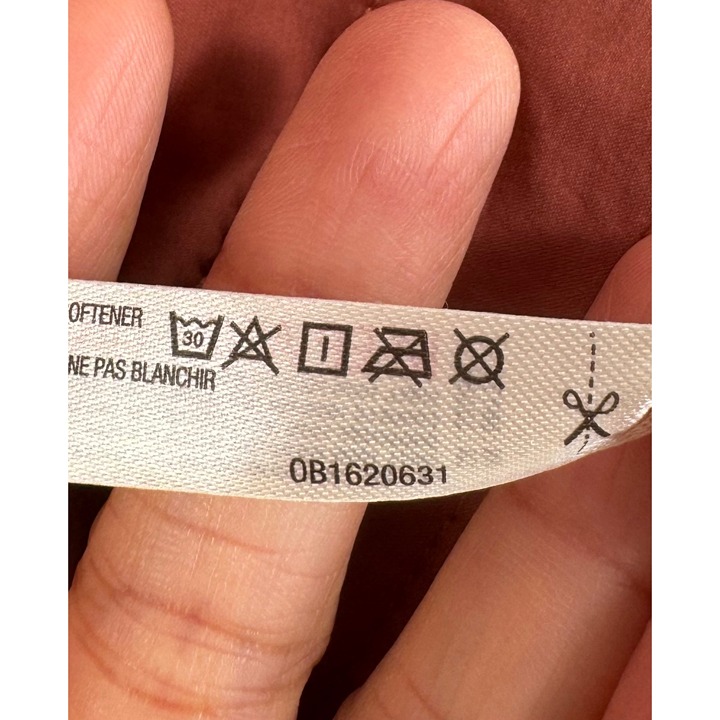 OFTENER
30
NE PAS BLANCHIR
0B1620631